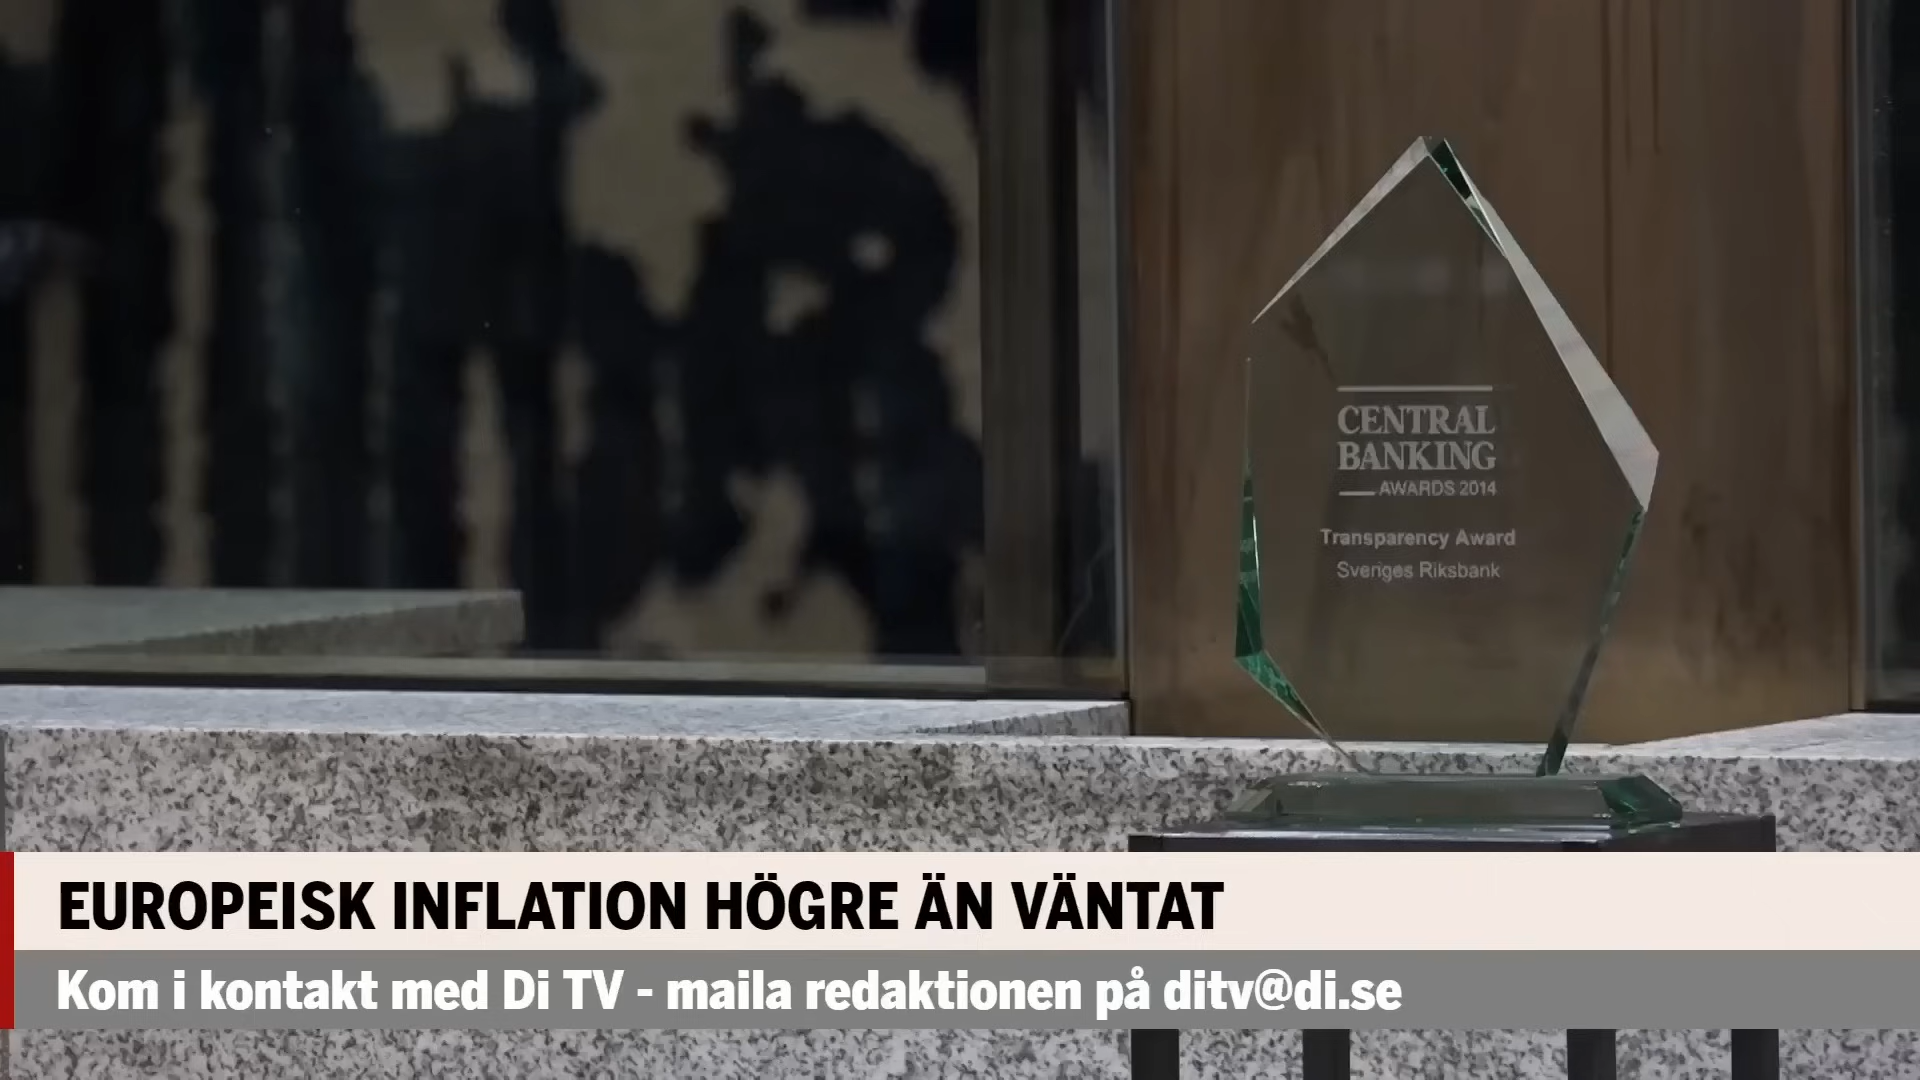 CENTRAL
BANKING
AWARDS 2014
Transparency Award
Sveriges Riksbank
EUROPEISK INFLATION HÖGRE ÄN VÄNTAT
Kom i kontakt med Di TV - maila redaktionen på ditv@di.se